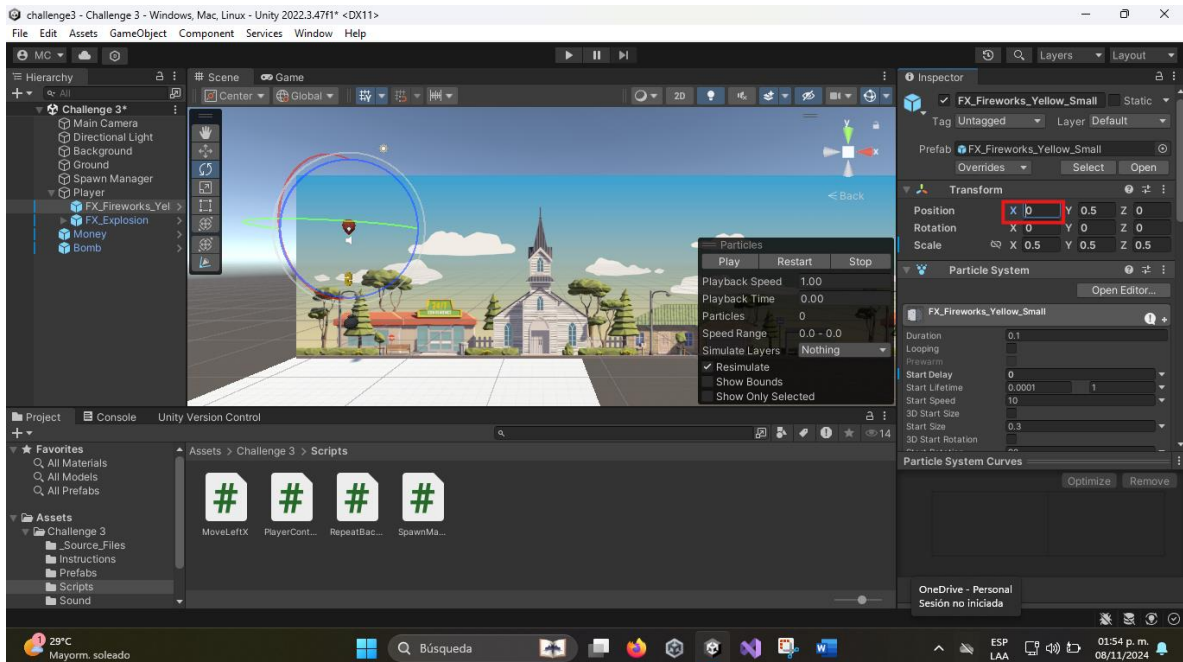 challenge3 - Challenge 3 - Windows, Mac, Linux - Unity 2022.3.47f1* <DX11>
File Edit Assets GameObject Component Services Window Help
MC Layers Layout
Hierarchy
All
Challenge 3*
Main Camera
Directional Light
Background
Ground
Spawn Manager
Player
FX_Fireworks_Yel
FX_Explosion
Money
Bomb
Scene Game
Center Global 2D
y
x
Back
Particles
Play Restart Stop
Playback Speed 1.00
Playback Time 0.00
Particles 0
Speed Range 0.0 - 0.0
Simulate Layers Nothing
Resimulate
Show Bounds
Show Only Selected
Inspector
FX_Fireworks_Yellow_Small Static
Tag Untagged Layer Default
Prefab FX_Fireworks_Yellow_Small
Overrides Select Open
Transform
Position X 0 Y 0.5 Z 0
Rotation X 0 Y 0 Z 0
Scale X 0.5 Y 0.5 Z 0.5
Particle System
Open Editor...
FX_Fireworks_Yellow_Small
Duration 0.1
Looping
Prewarm
Start Delay 0
Start Lifetime 0.0001 1
Start Speed 10
3D Start Size
Start Size 0.3
3D Start Rotation
Particle System Curves
Optimize Remove
Project Console Unity Version Control
14
Favorites
All Materials
All Models
All Prefabs
Assets
Challenge 3
_Source_Files
Instructions
Prefabs
Scripts
Sound
Assets > Challenge 3 > Scripts
MoveLeftX PlayerCont... RepeatBac... SpawnMa...
OneDrive - Personal
Sesión no iniciada
1
29°C
Mayorm. soleado
Búsqueda
ESP
LAA
01:54 p. m.
08/11/2024